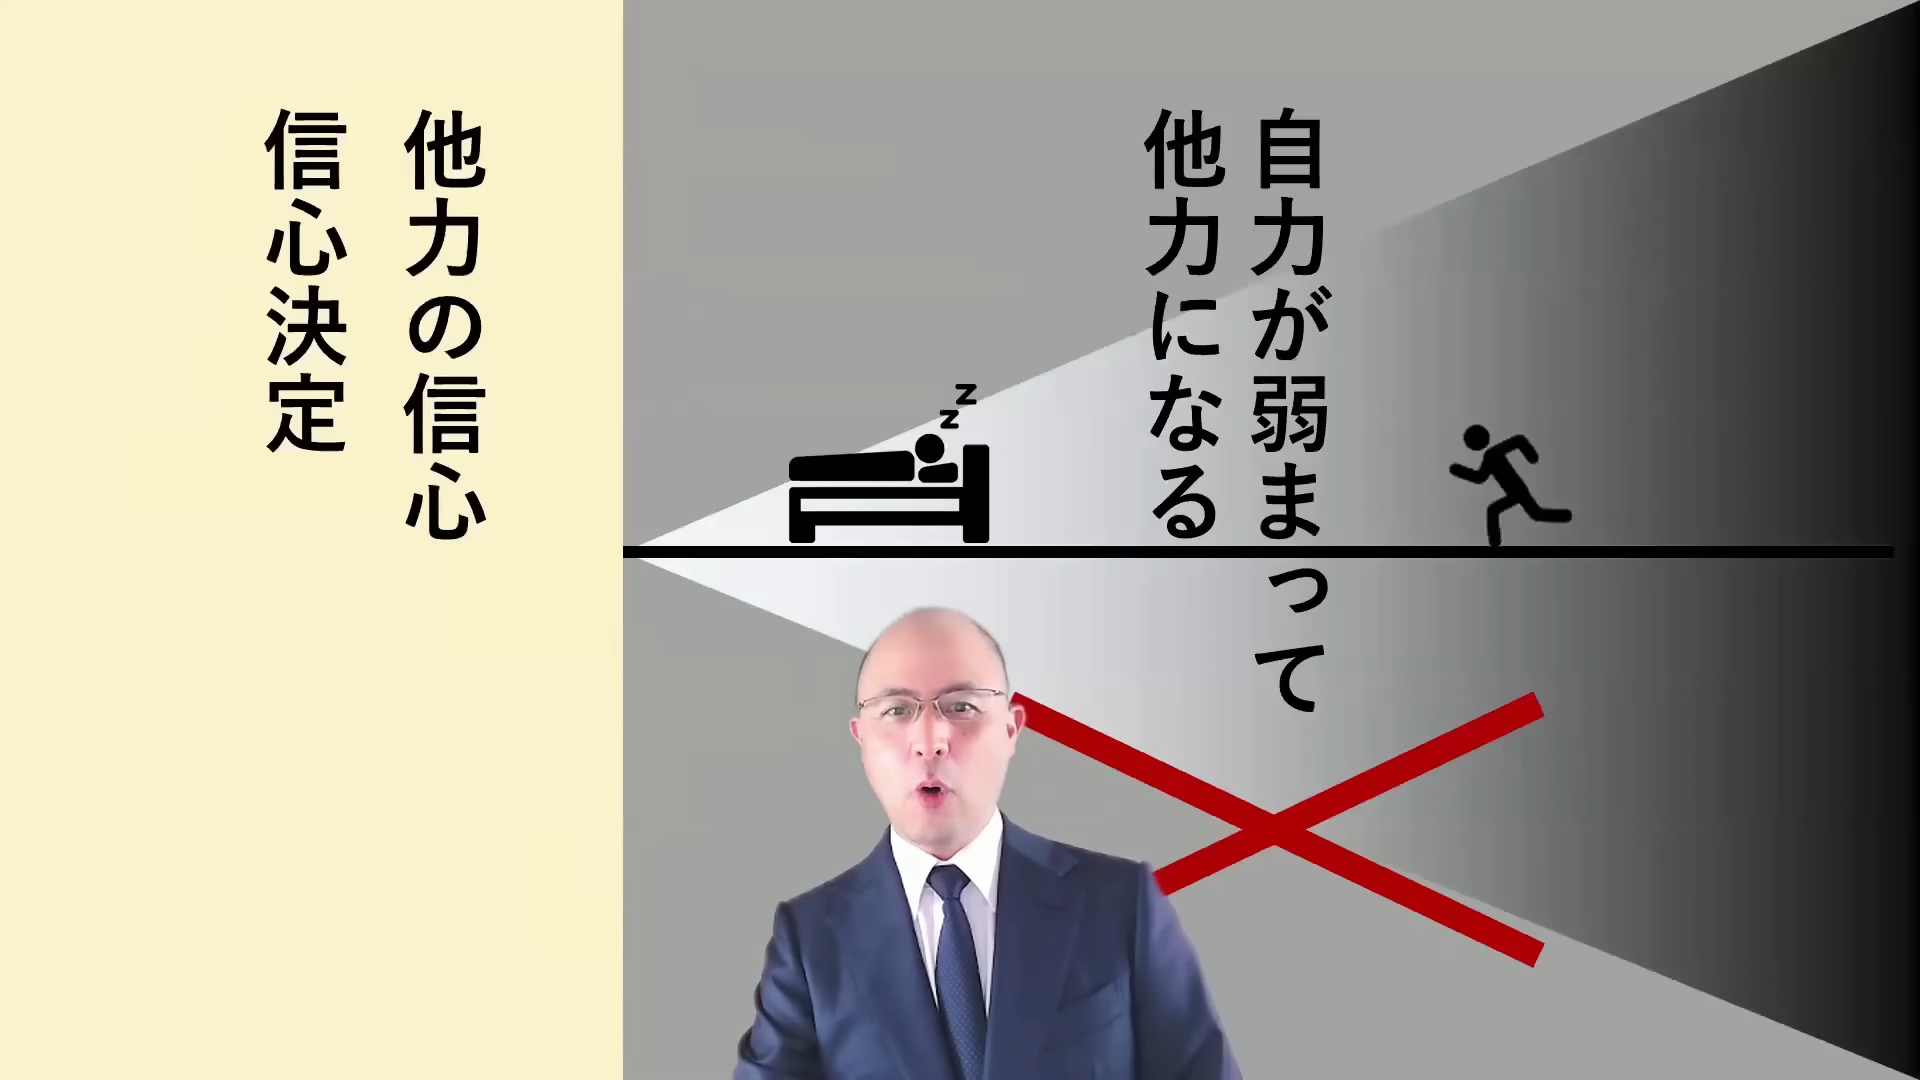 自力が弱まって
他力になる
z
z
他力の信心
信心決定